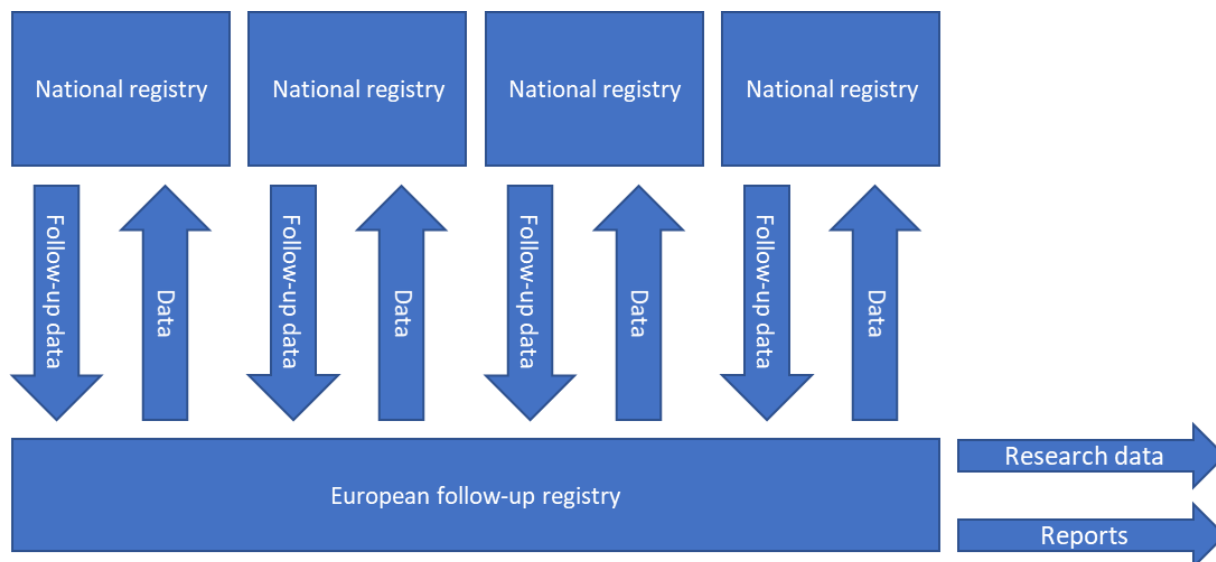 National registry
National registry
National registry
National registry
Follow-up data
Data
Follow-up data
Data
Follow-up data
Data
Follow-up data
Data
European follow-up registry
Research data
Reports